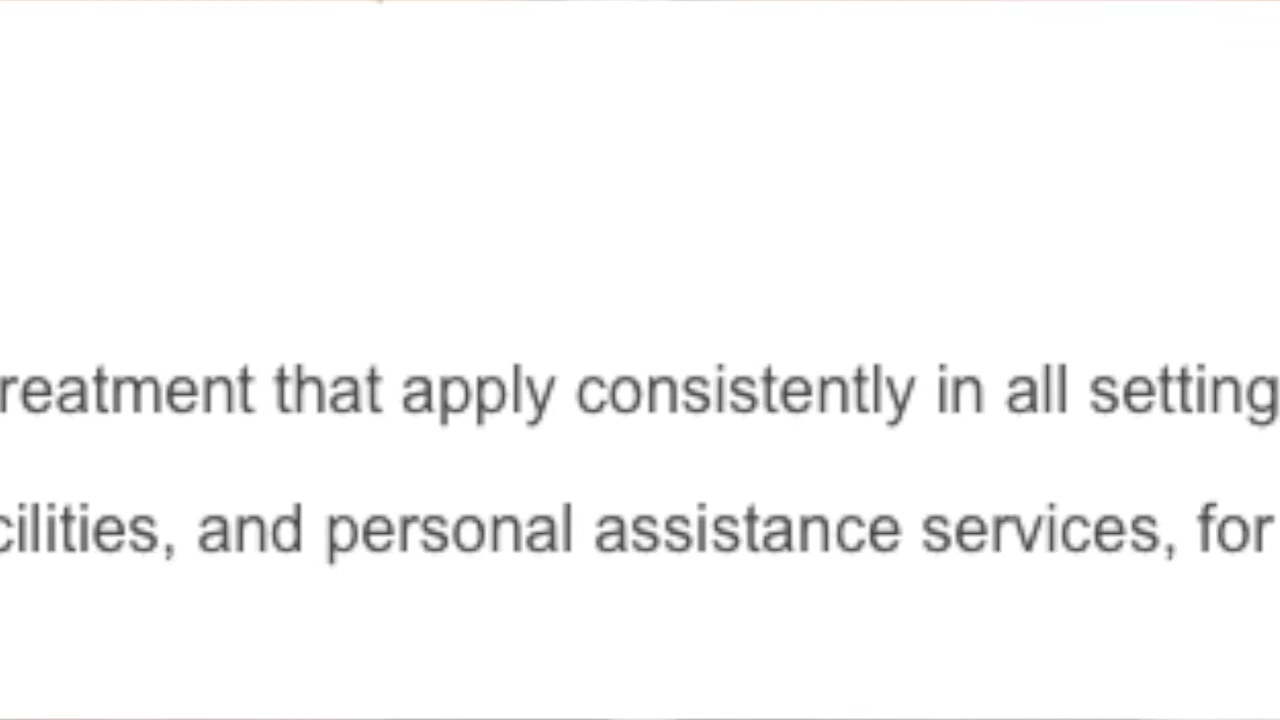 reatment that apply consistently in all setting
cilities, and personal assistance services, for